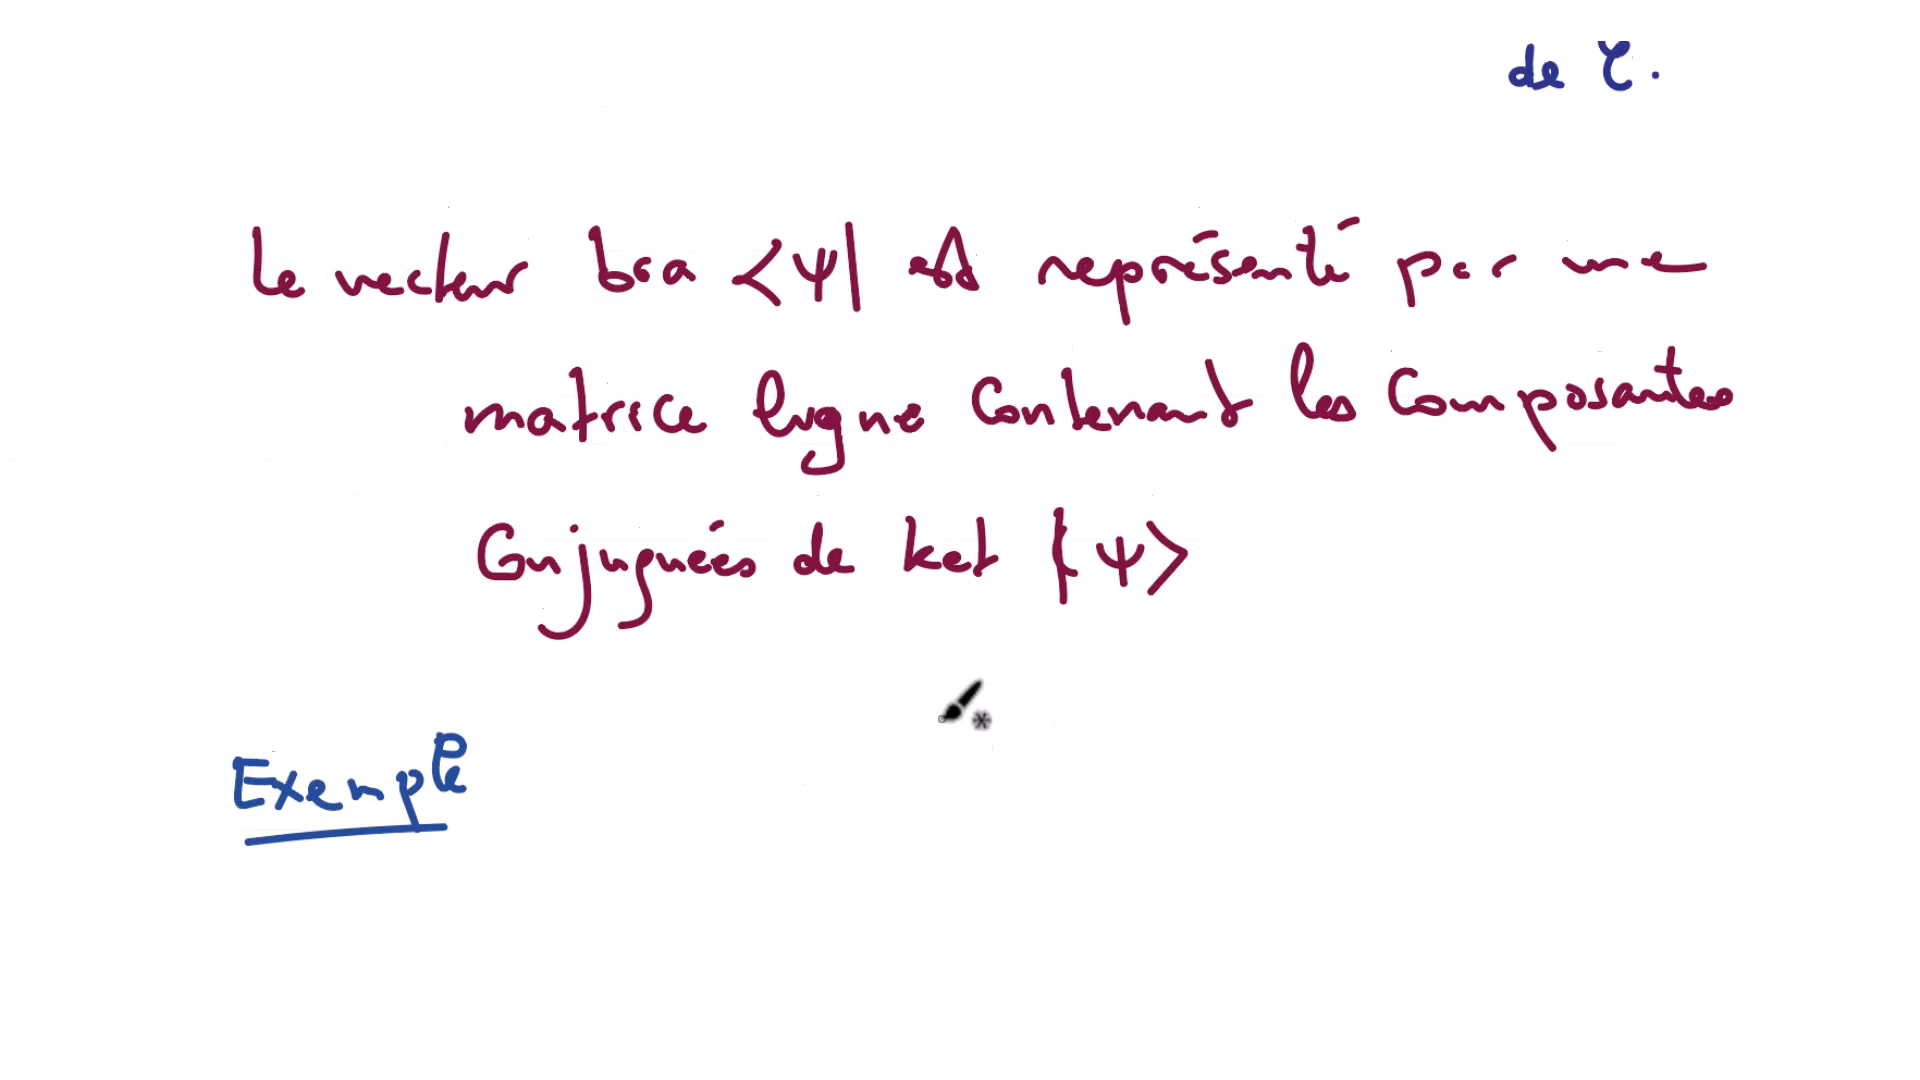 de Ɛ.
le vecteur bra <ψ| est représenté par une
matrice ligne contenant les composantes
Conjuguées de ket |ψ>
Exemple